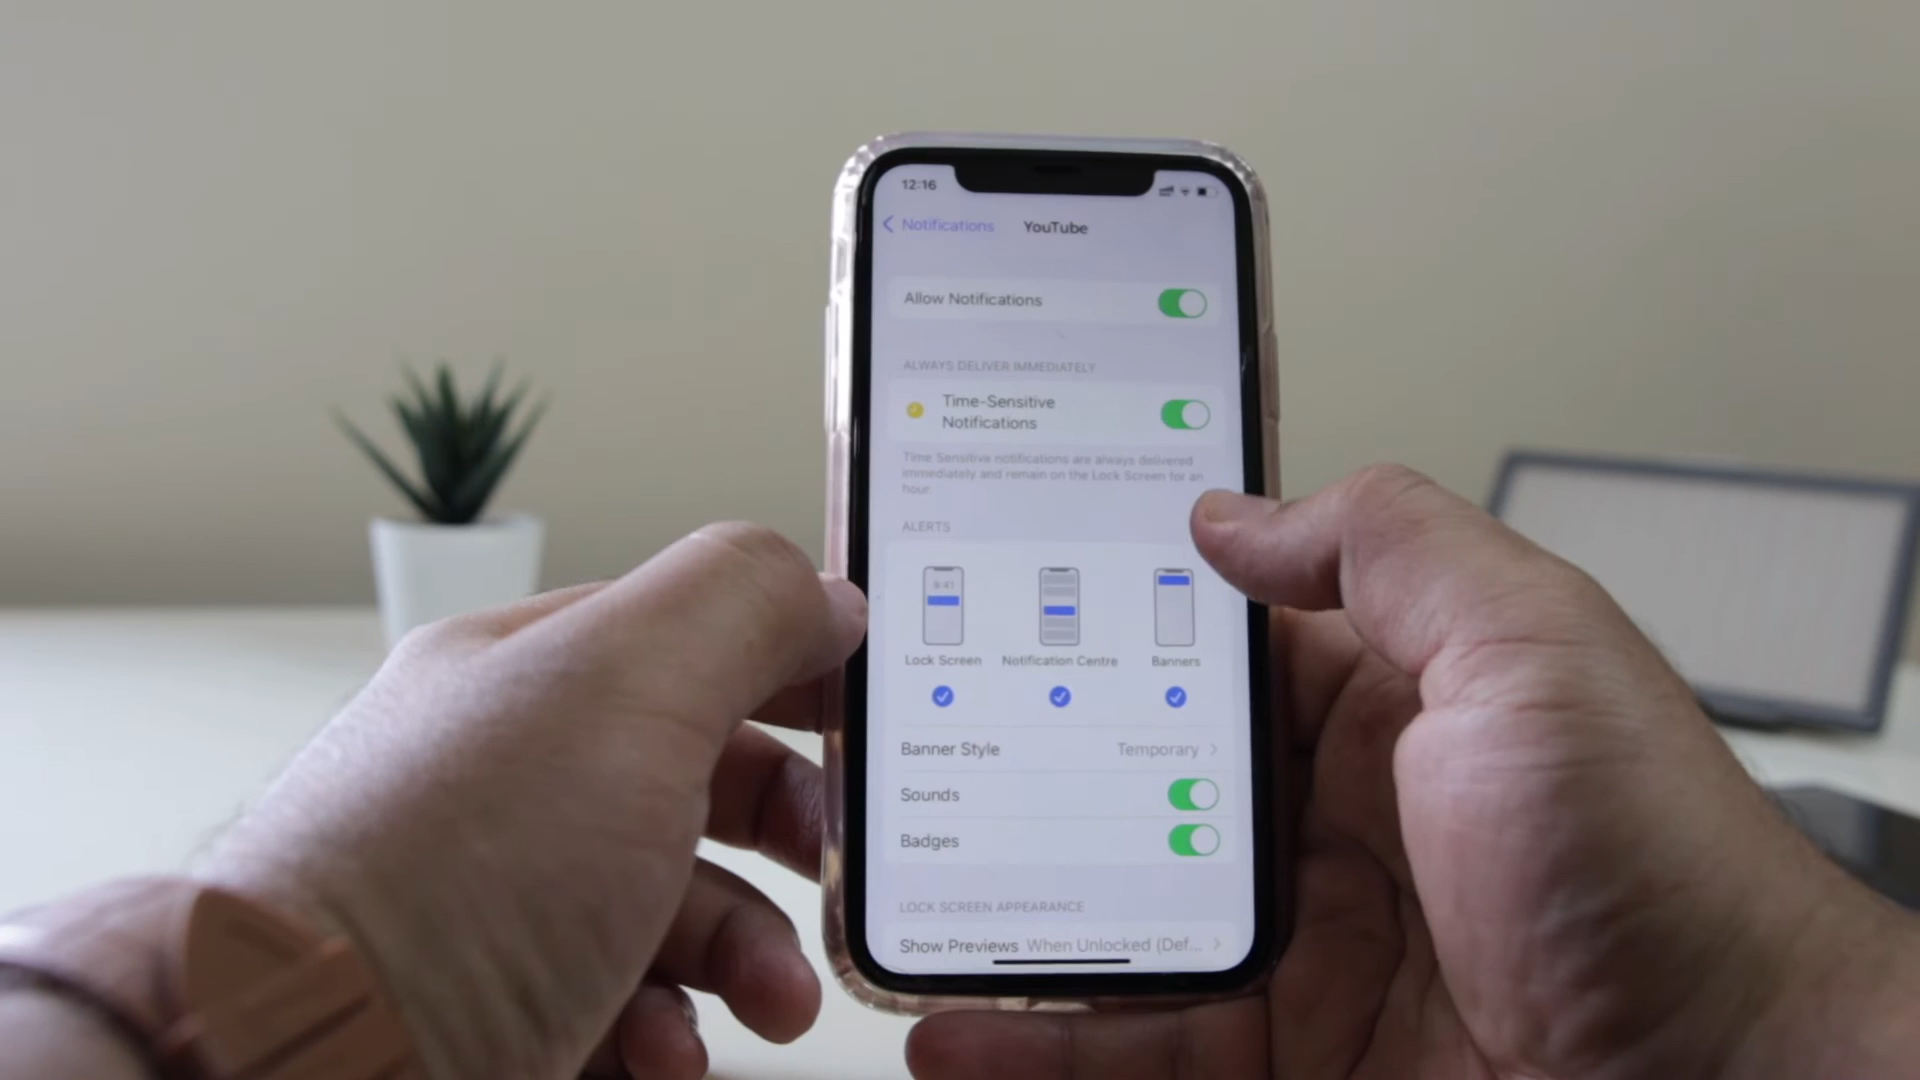 12:16
Notifications YouTube
Allow Notifications
ALWAYS DELIVER IMMEDIATELY
Time-Sensitive
Notifications
Time Sensitive notifications are always delivered
immediately and remain on the Lock Screen for an
hour.
ALERTS
9:41
Lock Screen Notification Centre Banners
Banner Style Temporary
Sounds
Badges
LOCK SCREEN APPEARANCE
Show Previews When Unlocked (Def...